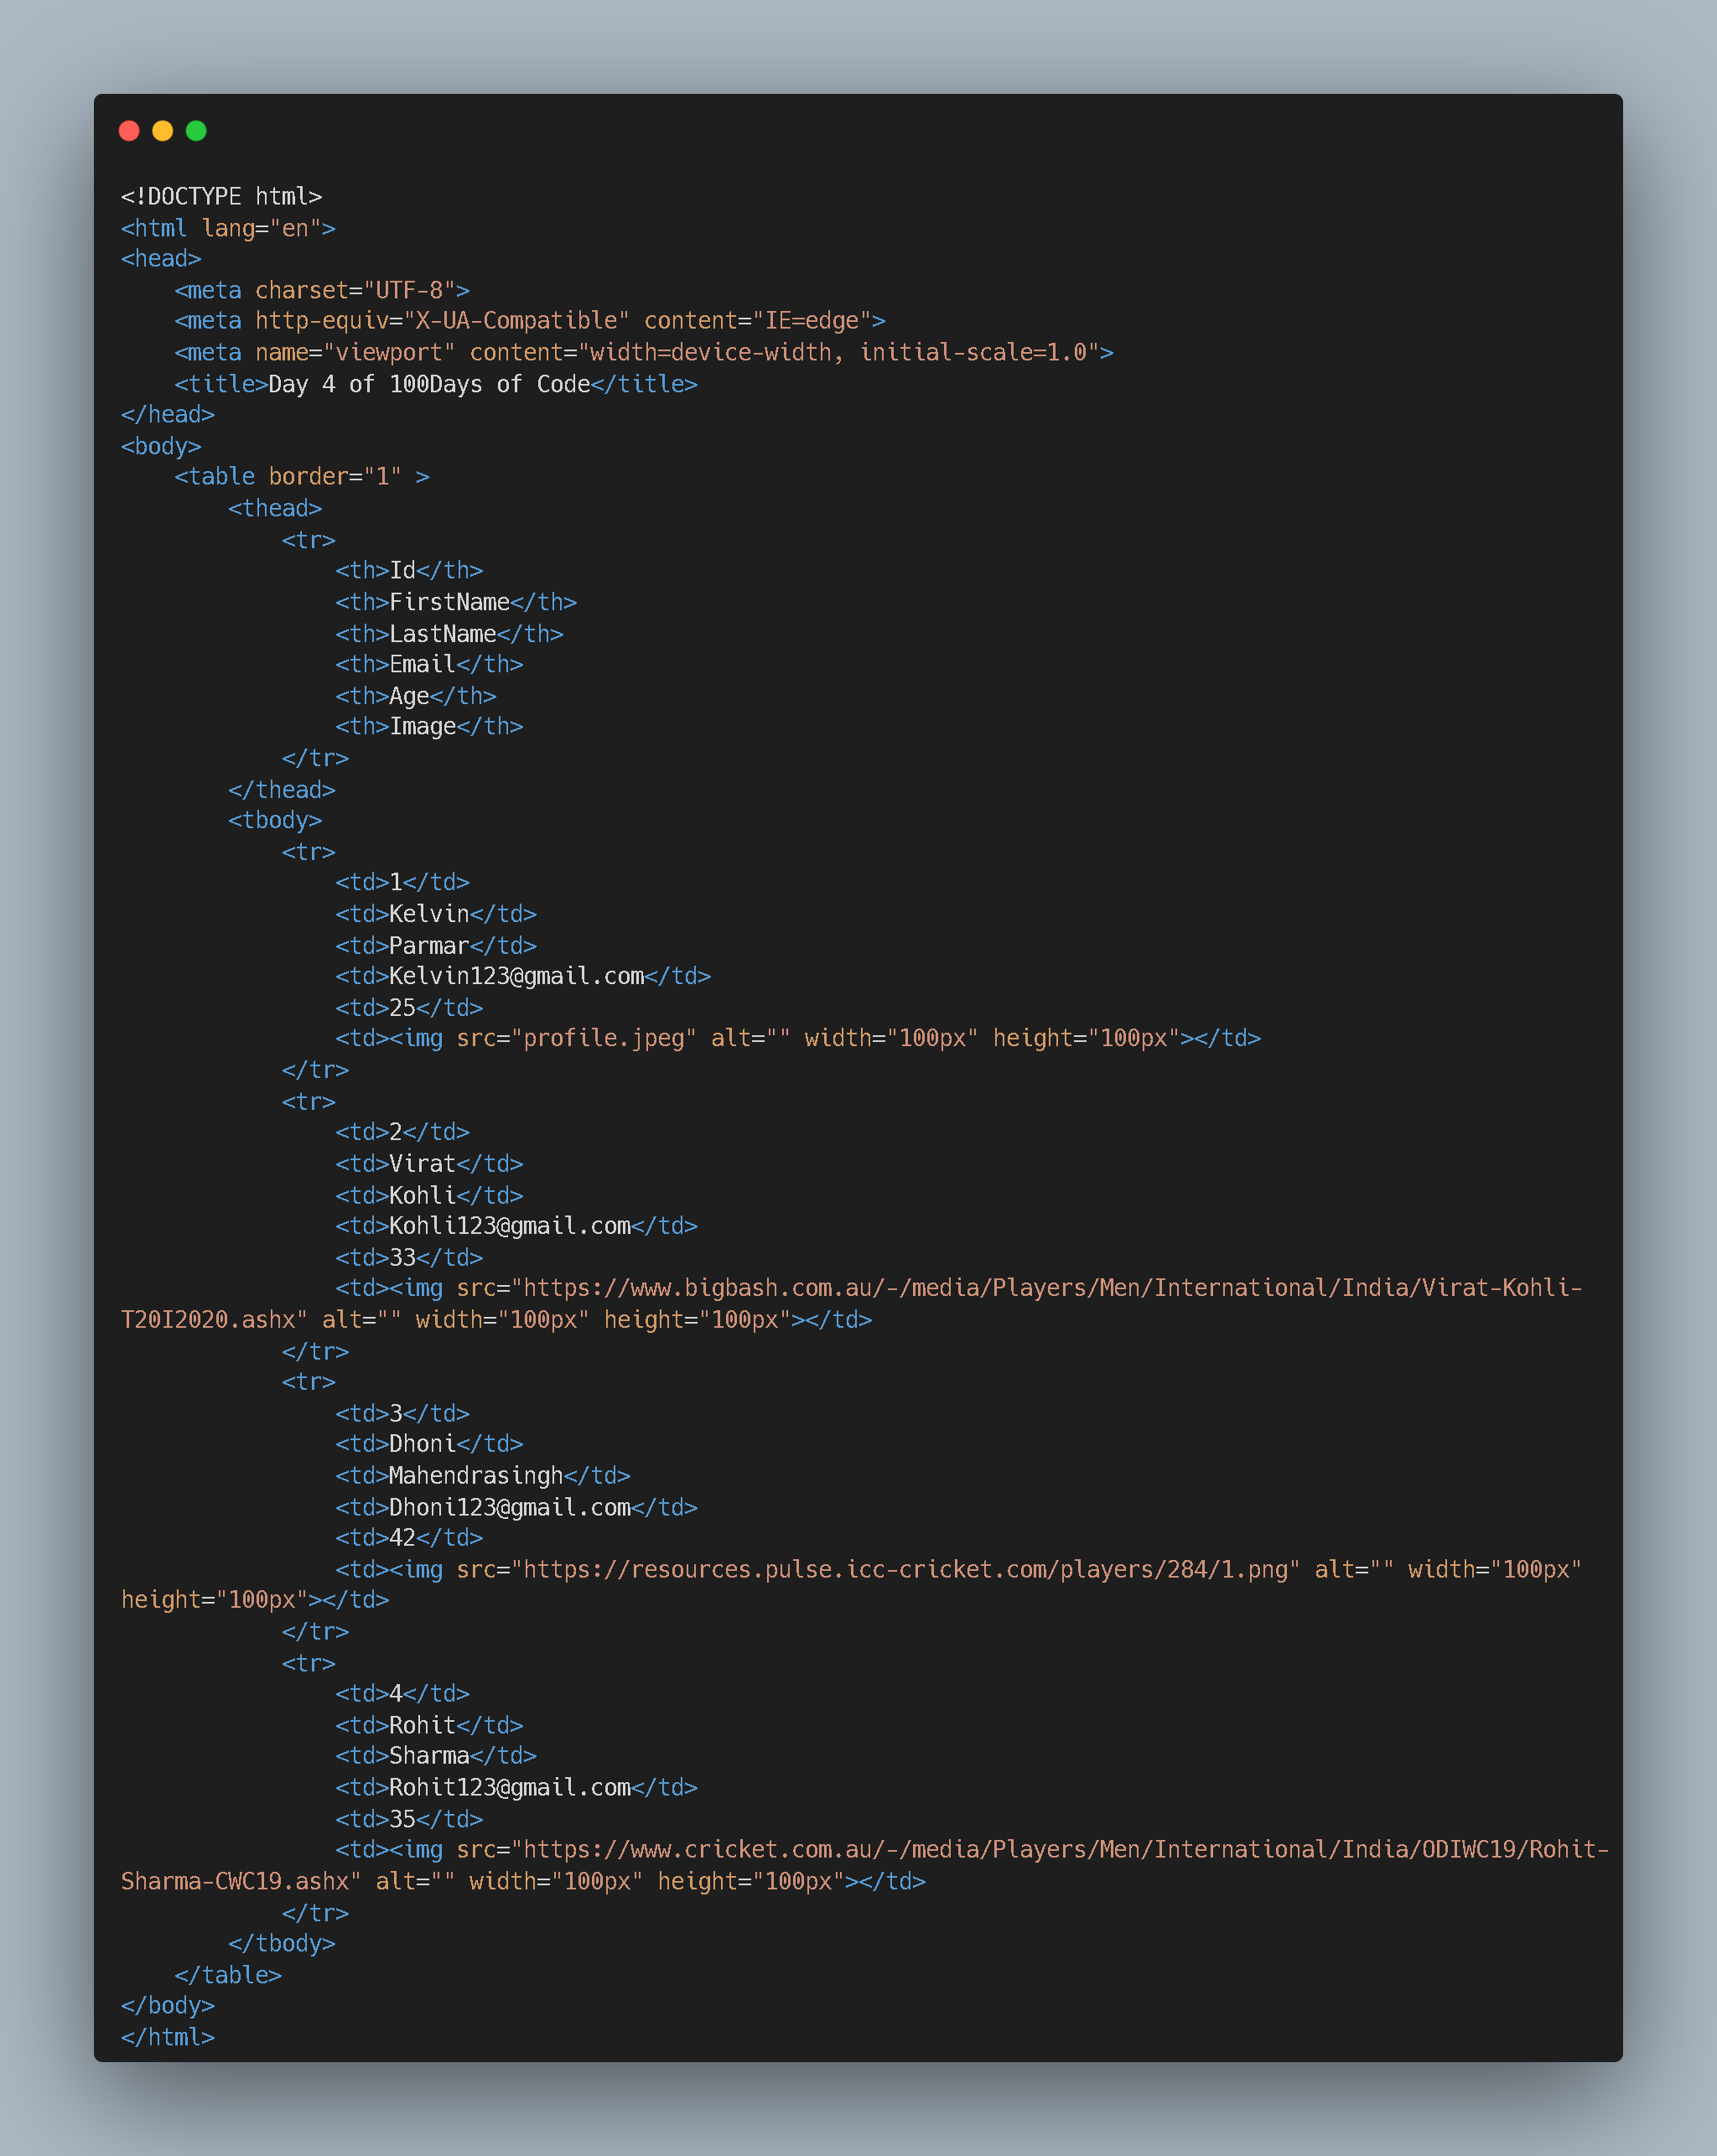 <!DOCTYPE html>
<html lang="en">
<head>
    <meta charset="UTF-8">
    <meta http-equiv="X-UA-Compatible" content="IE=edge">
    <meta name="viewport" content="width=device-width, initial-scale=1.0">
    <title>Day 4 of 100Days of Code</title>
</head>
<body>
    <table border="1" >
        <thead>
            <tr>
                <th>Id</th>
                <th>FirstName</th>
                <th>LastName</th>
                <th>Email</th>
                <th>Age</th>
                <th>Image</th>
            </tr>
        </thead>
        <tbody>
            <tr>
                <td>1</td>
                <td>Kelvin</td>
                <td>Parmar</td>
                <td>Kelvin123@gmail.com</td>
                <td>25</td>
                <td><img src="profile.jpeg" alt="" width="100px" height="100px"></td>
            </tr>
            <tr>
                <td>2</td>
                <td>Virat</td>
                <td>Kohli</td>
                <td>Kohli123@gmail.com</td>
                <td>33</td>
                <td><img src="https://www.bigbash.com.au/-/media/Players/Men/International/India/Virat-Kohli-
T20I2020.ashx" alt="" width="100px" height="100px"></td>
            </tr>
            <tr>
                <td>3</td>
                <td>Dhoni</td>
                <td>Mahendrasingh</td>
                <td>Dhoni123@gmail.com</td>
                <td>42</td>
                <td><img src="https://resources.pulse.icc-cricket.com/players/284/1.png" alt="" width="100px"
height="100px"></td>
            </tr>
            <tr>
                <td>4</td>
                <td>Rohit</td>
                <td>Sharma</td>
                <td>Rohit123@gmail.com</td>
                <td>35</td>
                <td><img src="https://www.cricket.com.au/-/media/Players/Men/International/India/ODIWC19/Rohit-
Sharma-CWC19.ashx" alt="" width="100px" height="100px"></td>
            </tr>
        </tbody>
    </table>
</body>
</html>